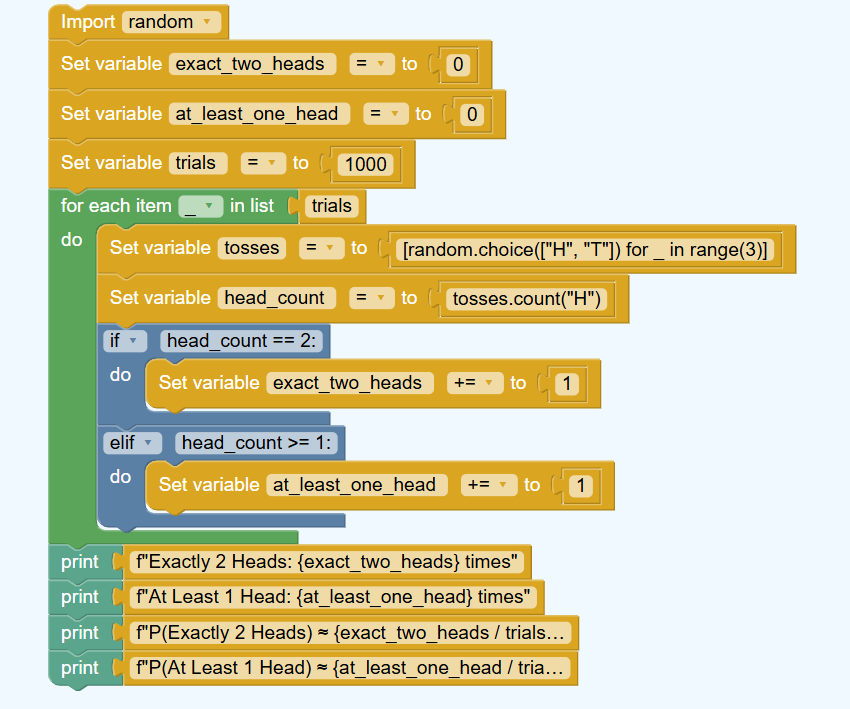 Import random
Set variable exact_two_heads = to 0
Set variable at_least_one_head = to 0
Set variable trials = to 1000
for each item _ in list trials
do Set variable tosses = to [random.choice(["H", "T"]) for _ in range(3)]
Set variable head_count = to tosses.count("H")
if head_count == 2:
do Set variable exact_two_heads += to 1
elif head_count >= 1:
do Set variable at_least_one_head += to 1
print f"Exactly 2 Heads: {exact_two_heads} times"
print f"At Least 1 Head: {at_least_one_head} times"
print f"P(Exactly 2 Heads) ≈ {exact_two_heads / trials…
print f"P(At Least 1 Head) ≈ {at_least_one_head / tria…